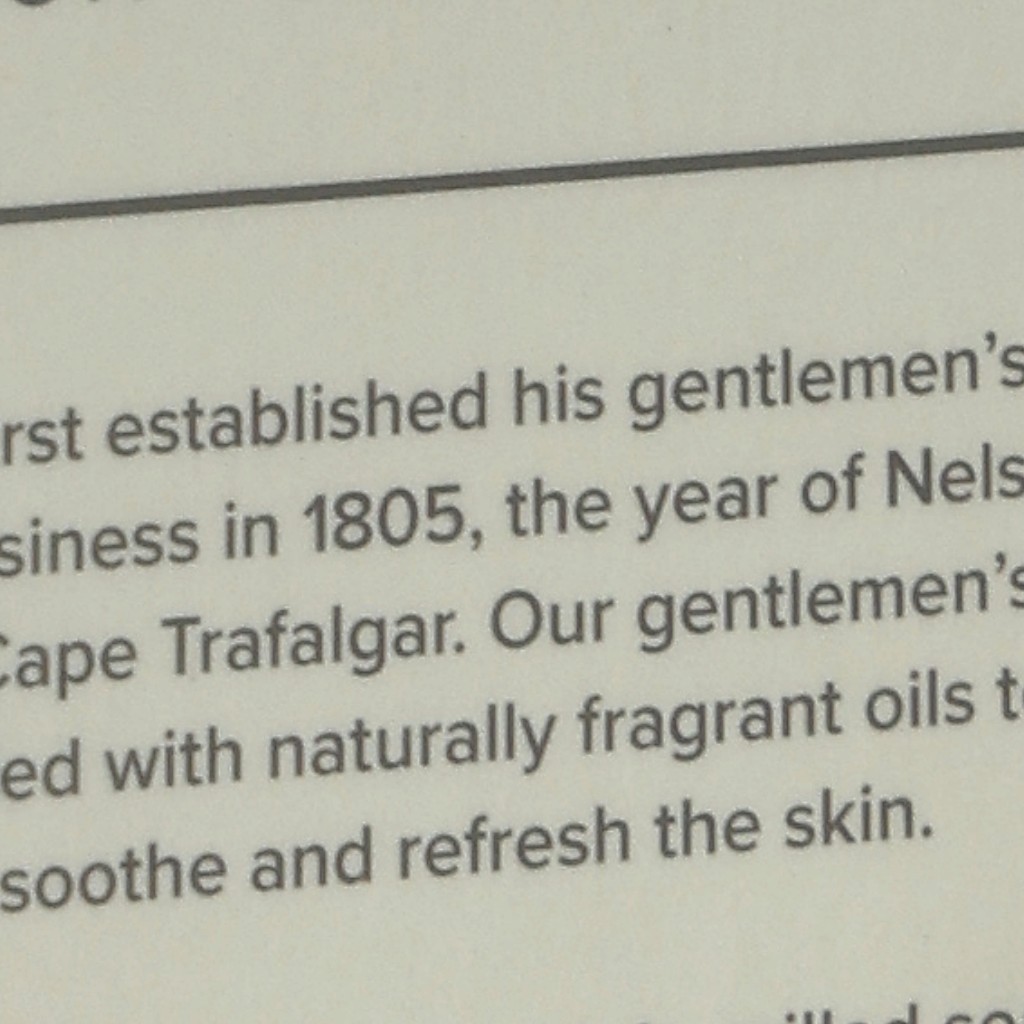 rst established his gentlemen's
siness in 1805, the year of Nels
Cape Trafalgar. Our gentlemen's
ed with naturally fragrant oils t
soothe and refresh the skin.